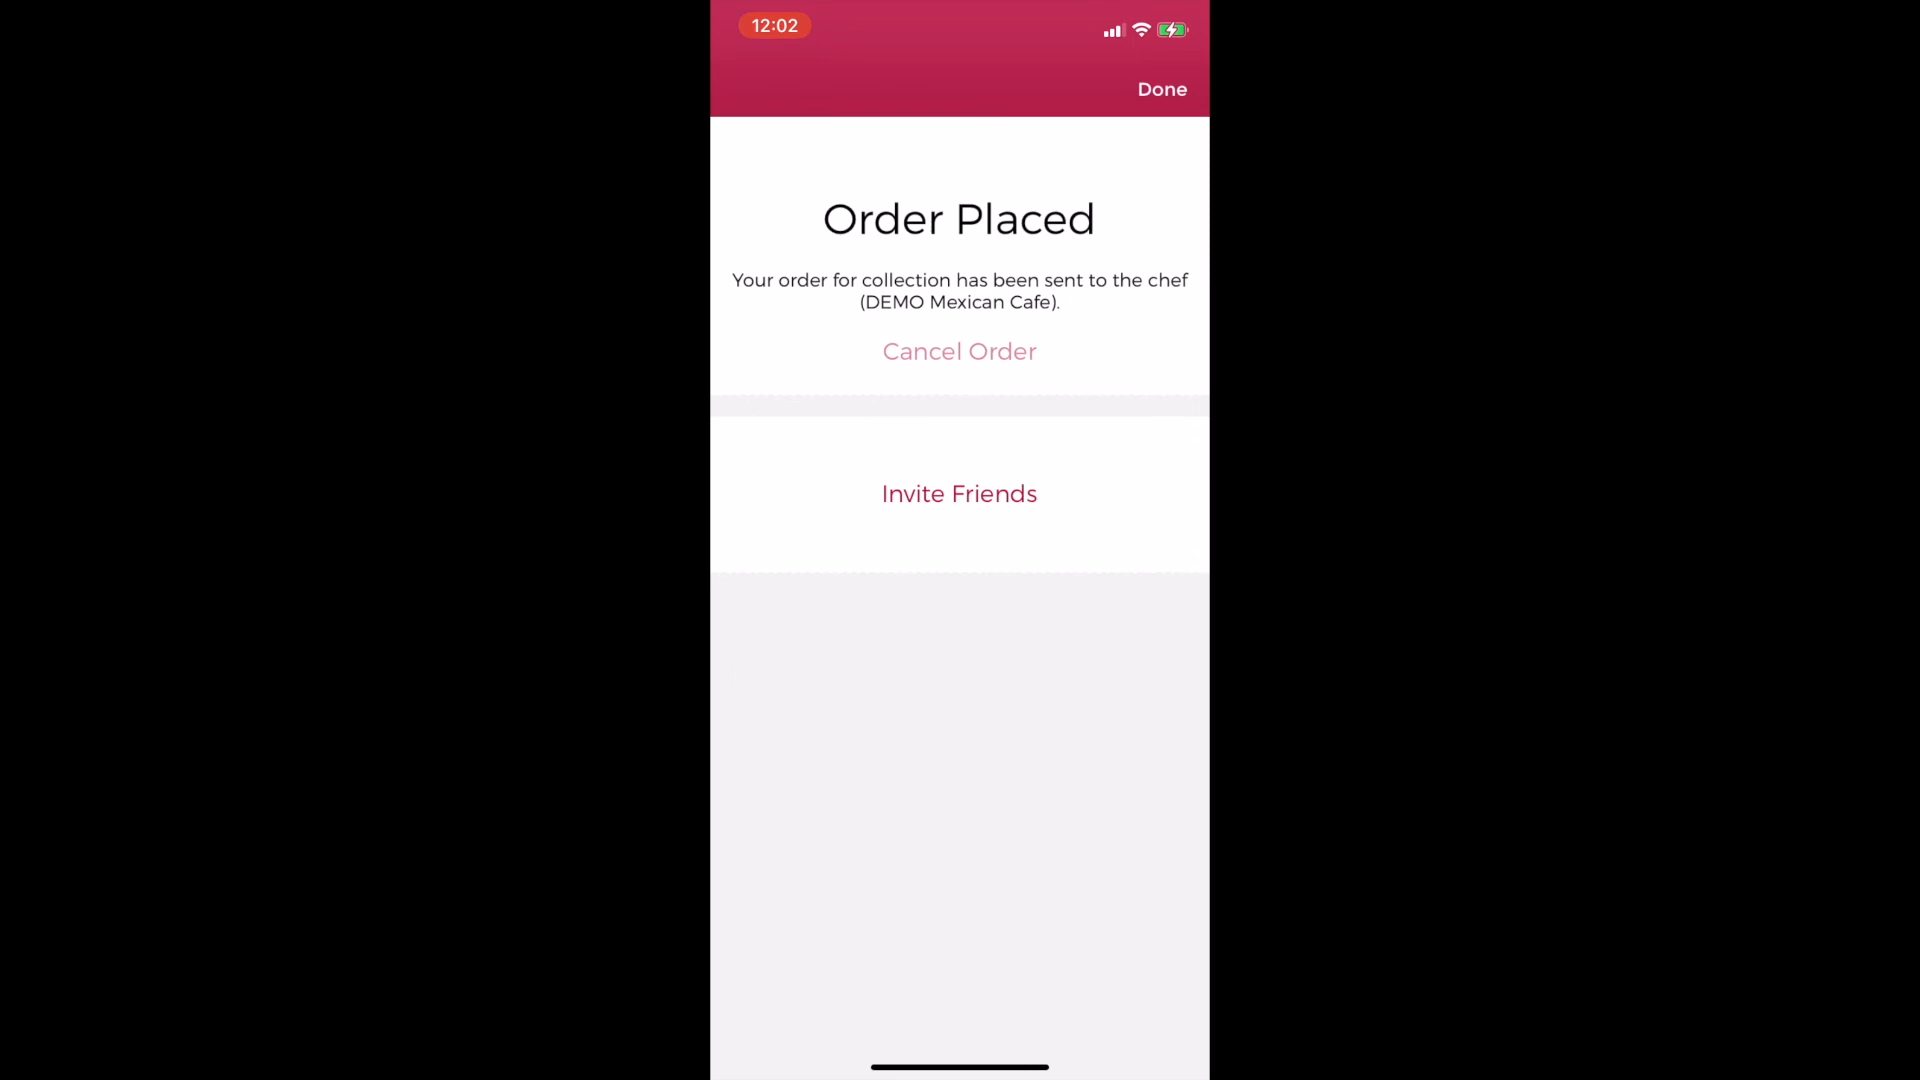 12:02
Done
Order Placed
Your order for collection has been sent to the chef
(DEMO Mexican Cafe).
Cancel Order
Invite Friends